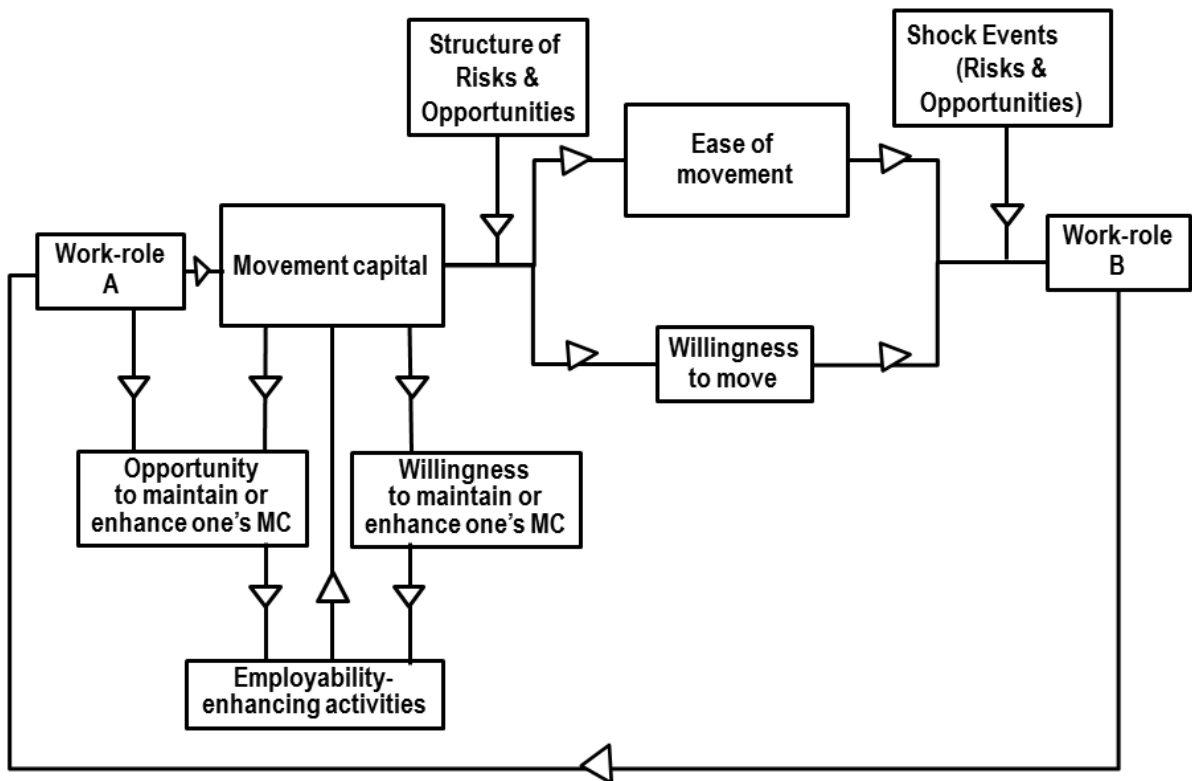 Structure of
Risks &
Opportunities
Shock Events
(Risks &
Opportunities)
Ease of
movement
Work-role
A
Movement capital
Work-role
B
Willingness
to move
Opportunity
to maintain or
enhance one’s MC
Willingness
to maintain or
enhance one’s MC
Employability-
enhancing activities